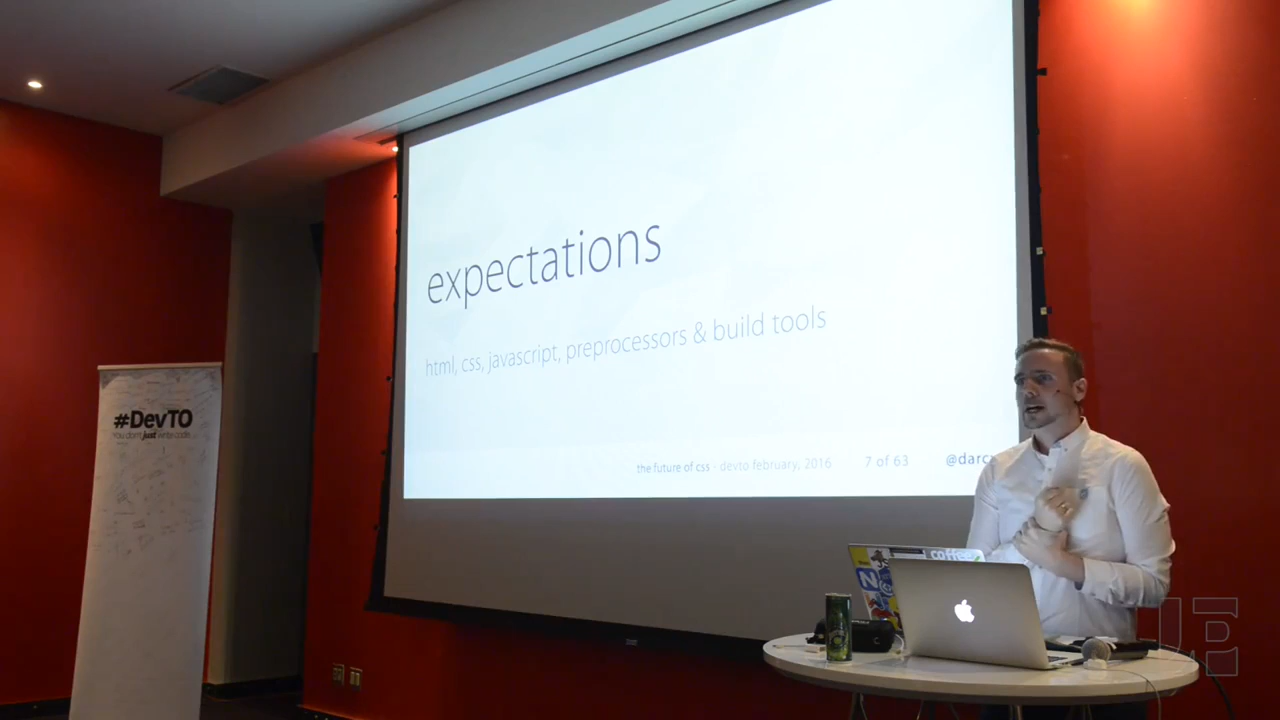 expectations
html, css, javascript, preprocessors & build tools
the future of css - devto february, 2016
7 of 63
@darc
#DevTO
You don't just write code.
coffee
N